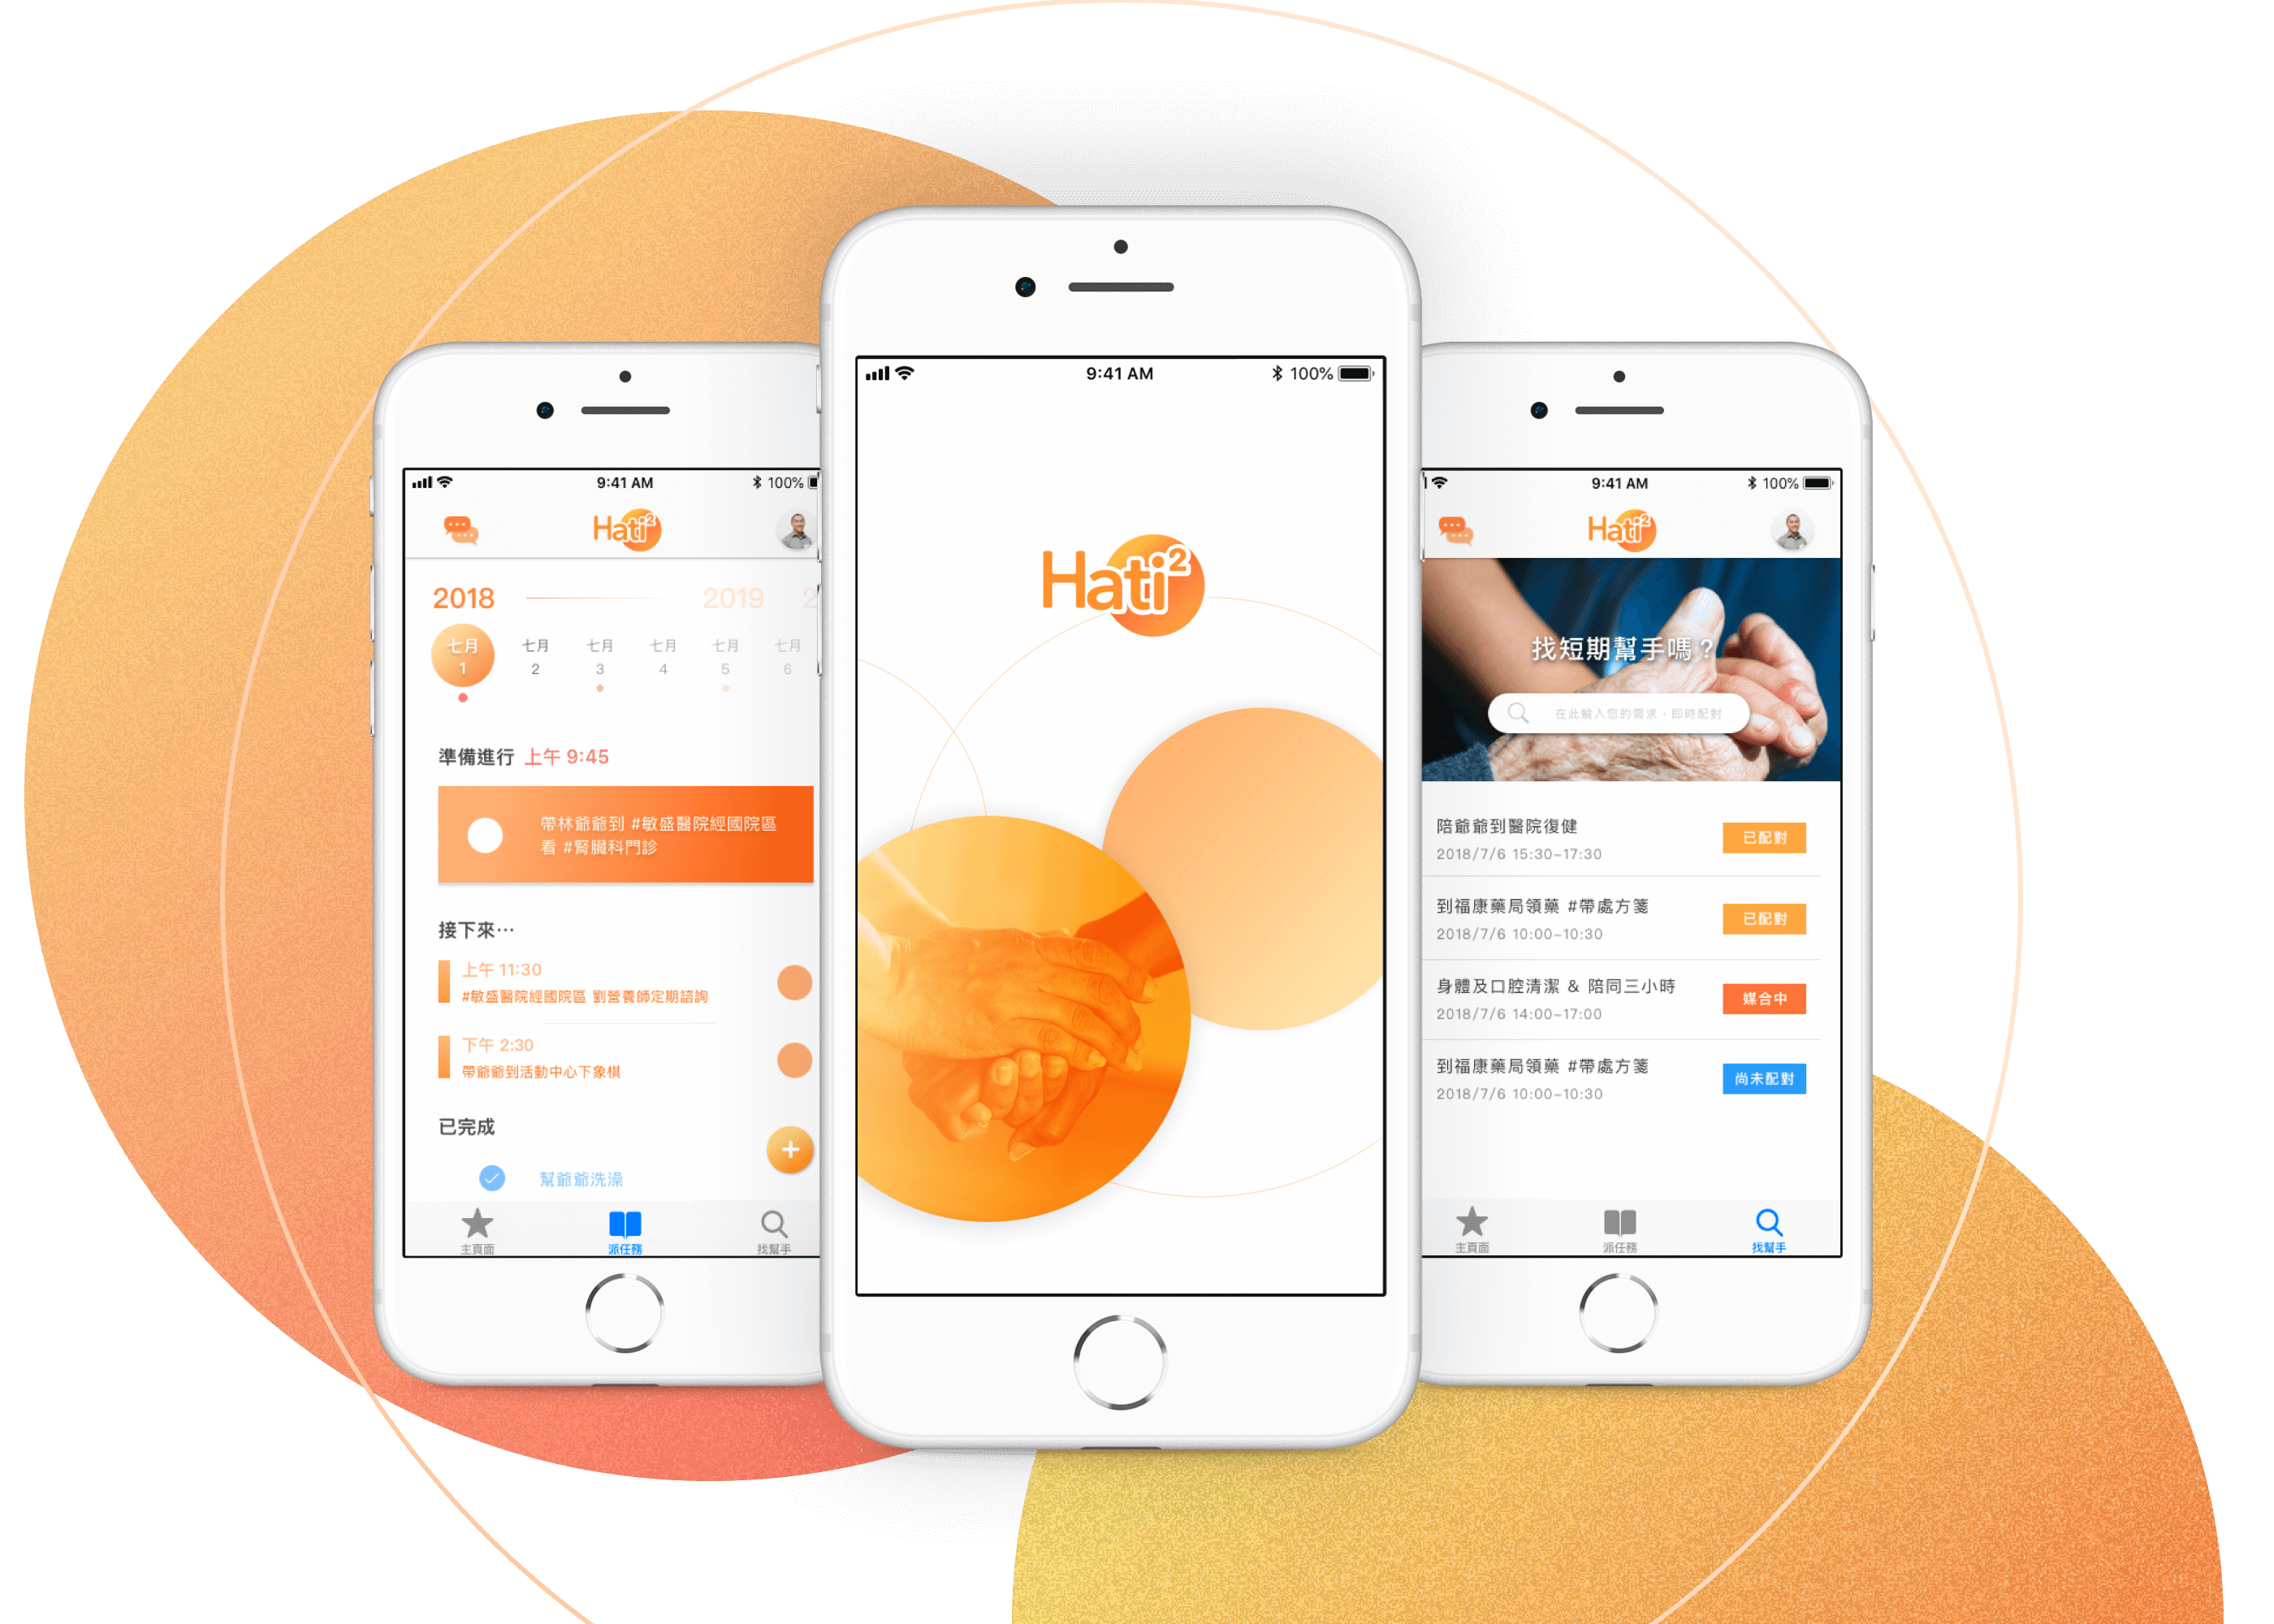 9:41 AM
100%
Hati²
2018
2019
2
七月
1
七月
2
七月
3
七月
4
七月
5
七月
6
準備進行 上午 9:45
帶林爺爺到 #敏盛醫院經國院區
看 #腎臟科門診
接下來…
上午 11:30
#敏盛醫院經國院區 劉營養師定期諮詢
下午 2:30
帶爺爺到活動中心下象棋
已完成
幫爺爺洗澡
+
主頁面
派任務
找幫手
9:41 AM
100%
Hati²
9:41 AM
100%
Hati²
找短期幫手嗎？
在此輸入您的需求，即時配對
陪爺爺到醫院復健
2018/7/6 15:30–17:30
已配對
到福康藥局領藥 #帶處方箋
2018/7/6 10:00–10:30
已配對
身體及口腔清潔 & 陪同三小時
2018/7/6 14:00–17:00
媒合中
到福康藥局領藥 #帶處方箋
2018/7/6 10:00–10:30
尚未配對
主頁面
派任務
找幫手